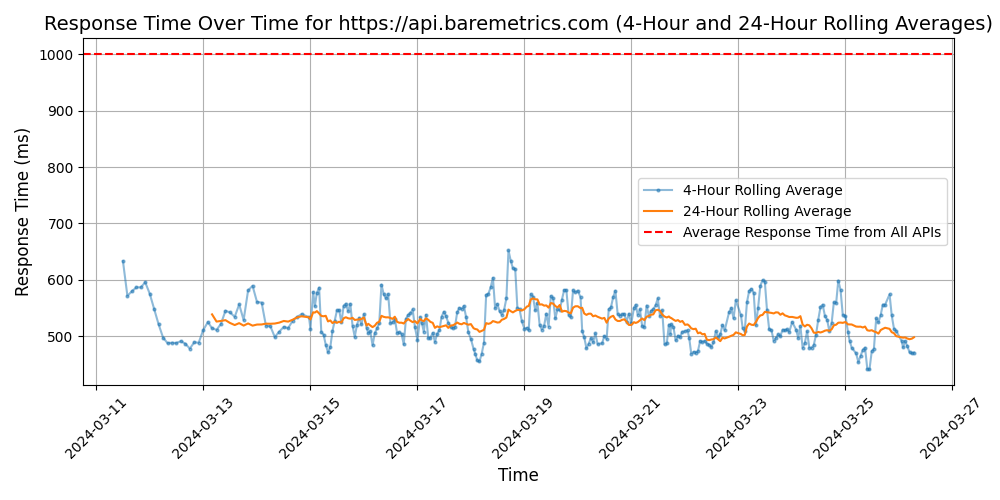 Response Time Over Time for https://api.baremetrics.com (4-Hour and 24-Hour Rolling Averages)
Response Time (ms)
1000
900
800
700
600
500
4-Hour Rolling Average
24-Hour Rolling Average
Average Response Time from All APIs
2024-03-11
2024-03-13
2024-03-15
2024-03-17
2024-03-19
2024-03-21
2024-03-23
2024-03-25
2024-03-27
Time